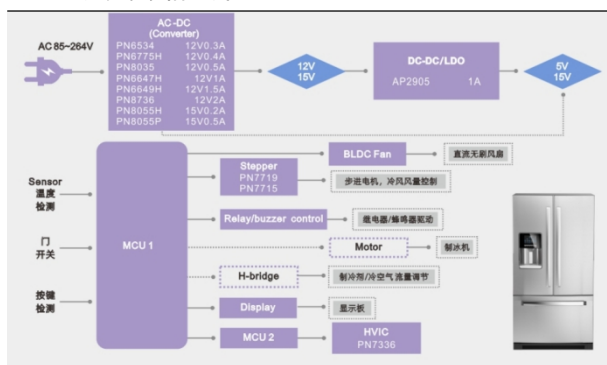 AC 85~264V
AC-DC
(Converter)
PN6534 12V0.3A
PN6775H 12V0.4A
PN8035 12V0.5A
PN6647H 12V1A
PN6649H 12V1.5A
PN8736 12V2A
PN8055H 15V0.2A
PN8055P 15V0.5A
12V
15V
DC-DC/LDO
AP2905 1A
5V
15V
Sensor
温度
检测
门
开关
按键
检测
MCU 1
BLDC Fan
直流无刷风扇
Stepper
PN7719
PN7715
步进电机，冷风风量控制
Relay/buzzer control
继电器/蜂鸣器驱动
Motor
制冰机
H-bridge
制冷剂/冷空气流量调节
Display
显示板
MCU 2
HVIC
PN7336